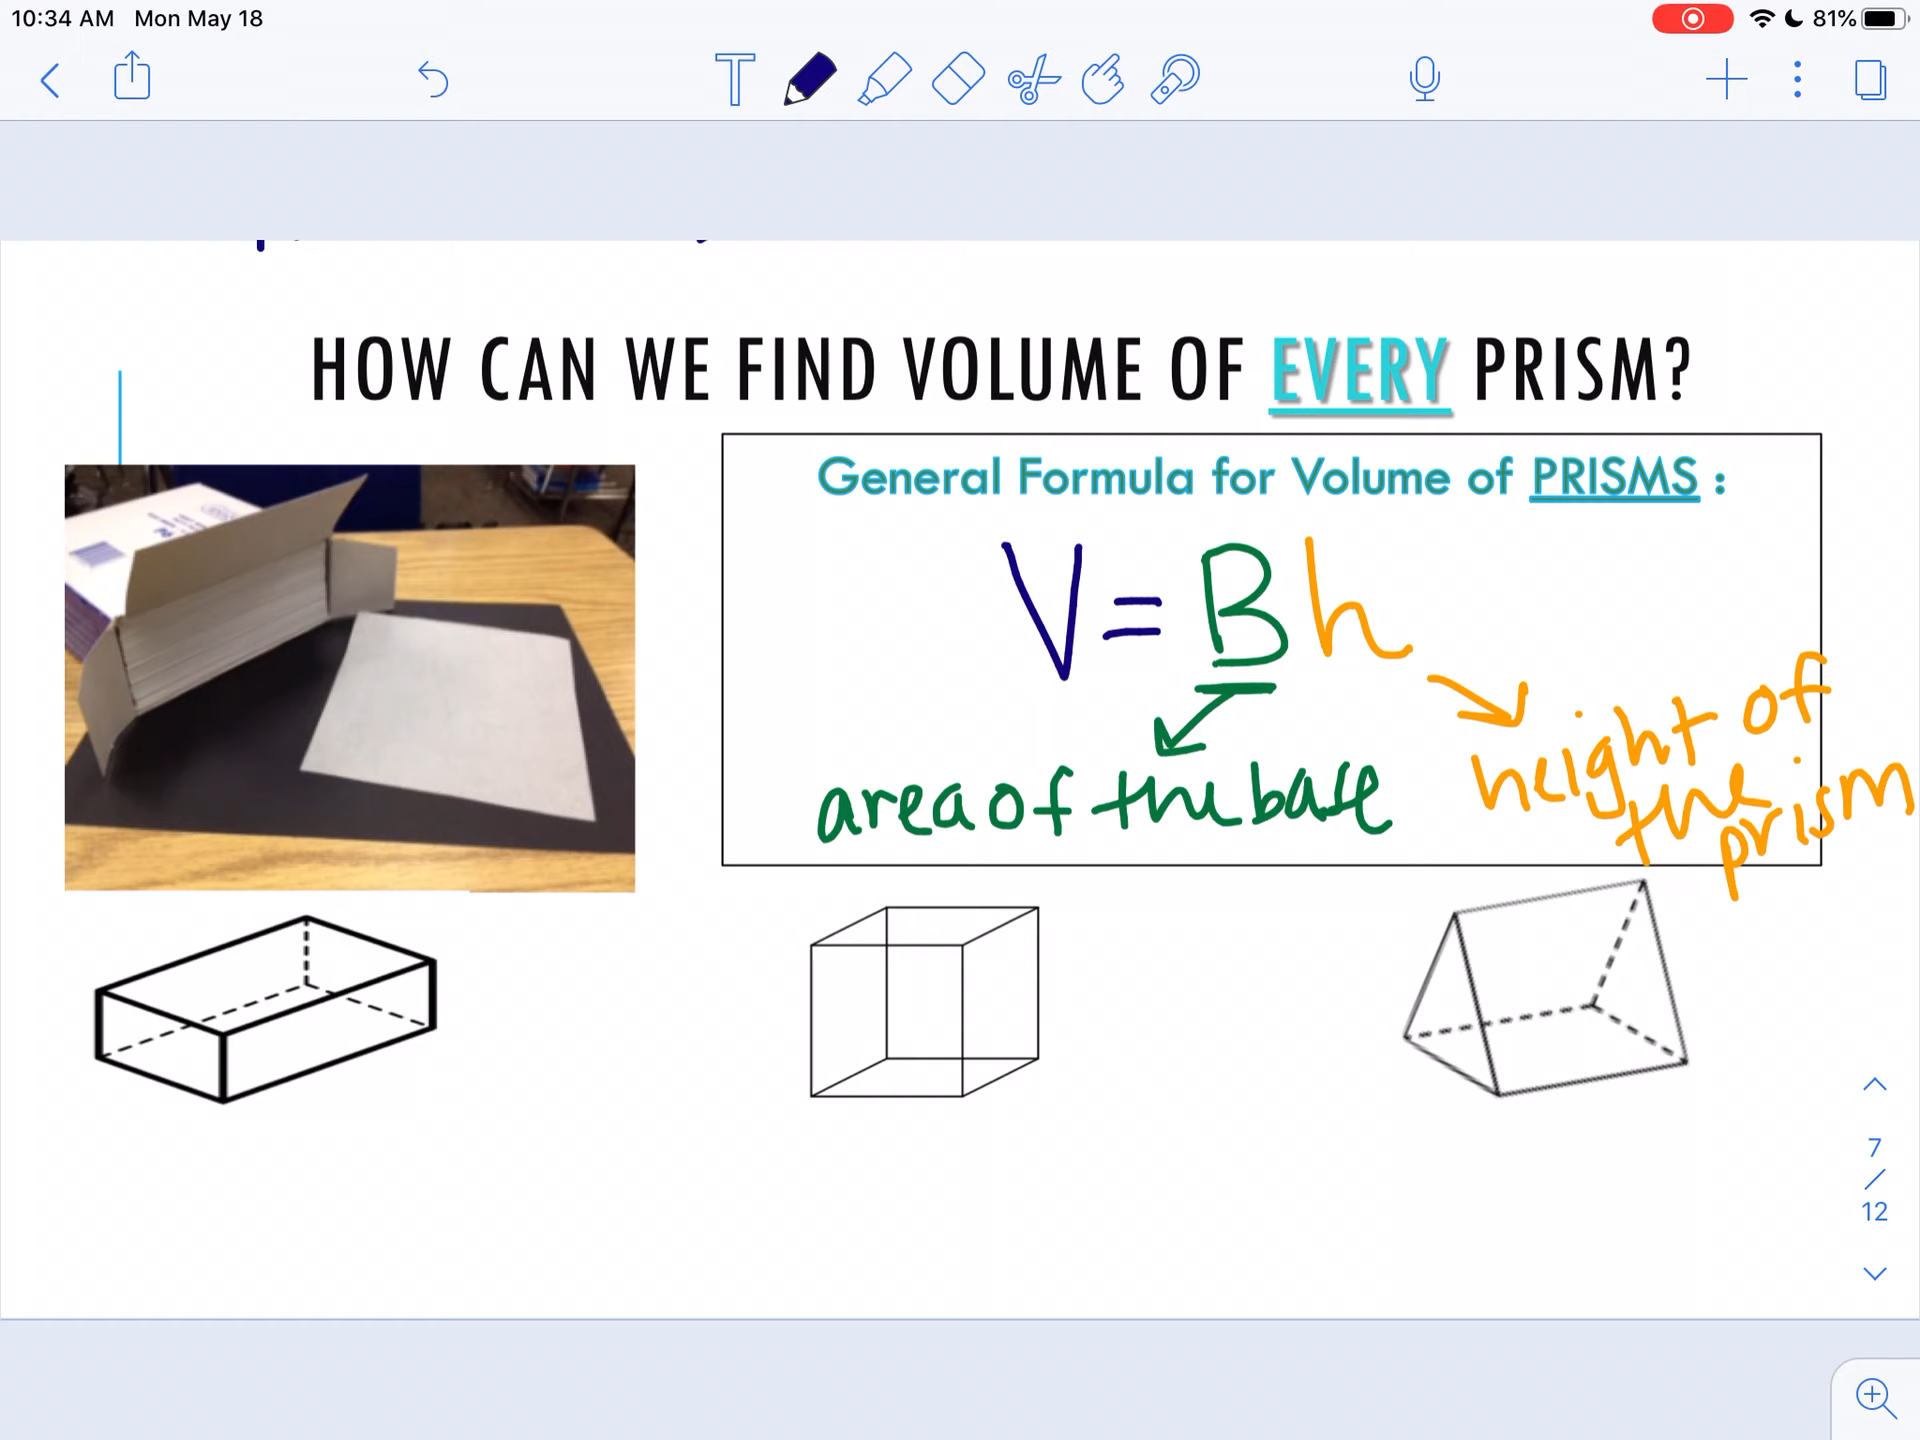 10:34 AM Mon May 18
81%
HOW CAN WE FIND VOLUME OF EVERY PRISM?
General Formula for Volume of PRISMS :
V = B h
area of the base
height of
the
prism
7
/
12